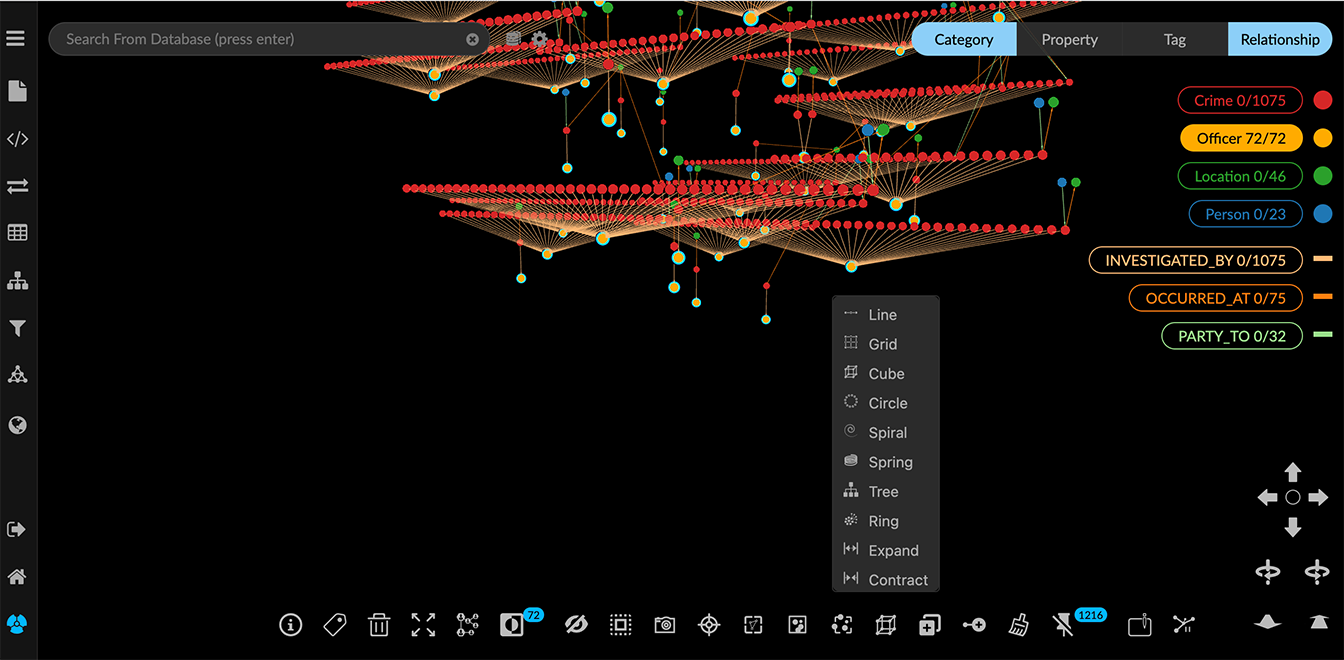 Search From Database (press enter)
Category
Property
Tag
Relationship
Crime 0/1075
Officer 72/72
Location 0/46
Person 0/23
INVESTIGATED_BY 0/1075
OCCURRED_AT 0/75
PARTY_TO 0/32
Line
Grid
Cube
Circle
Spiral
Spring
Tree
Ring
Expand
Contract
72
1216